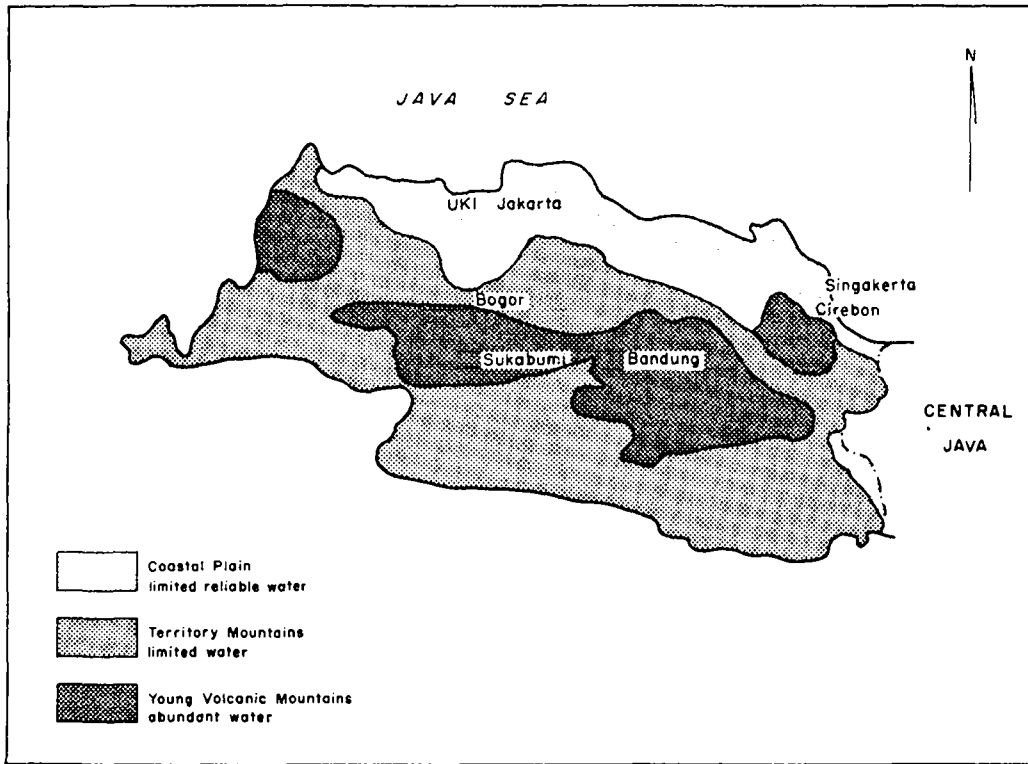 N
JAVA SEA
UKI Jakarta
Singakerta
Cirebon
Bogor
Sukabumi
Bandung
CENTRAL
JAVA
Coastal Plain
limited reliable water
Territory Mountains
limited water
Young Volcanic Mountains
abundant water